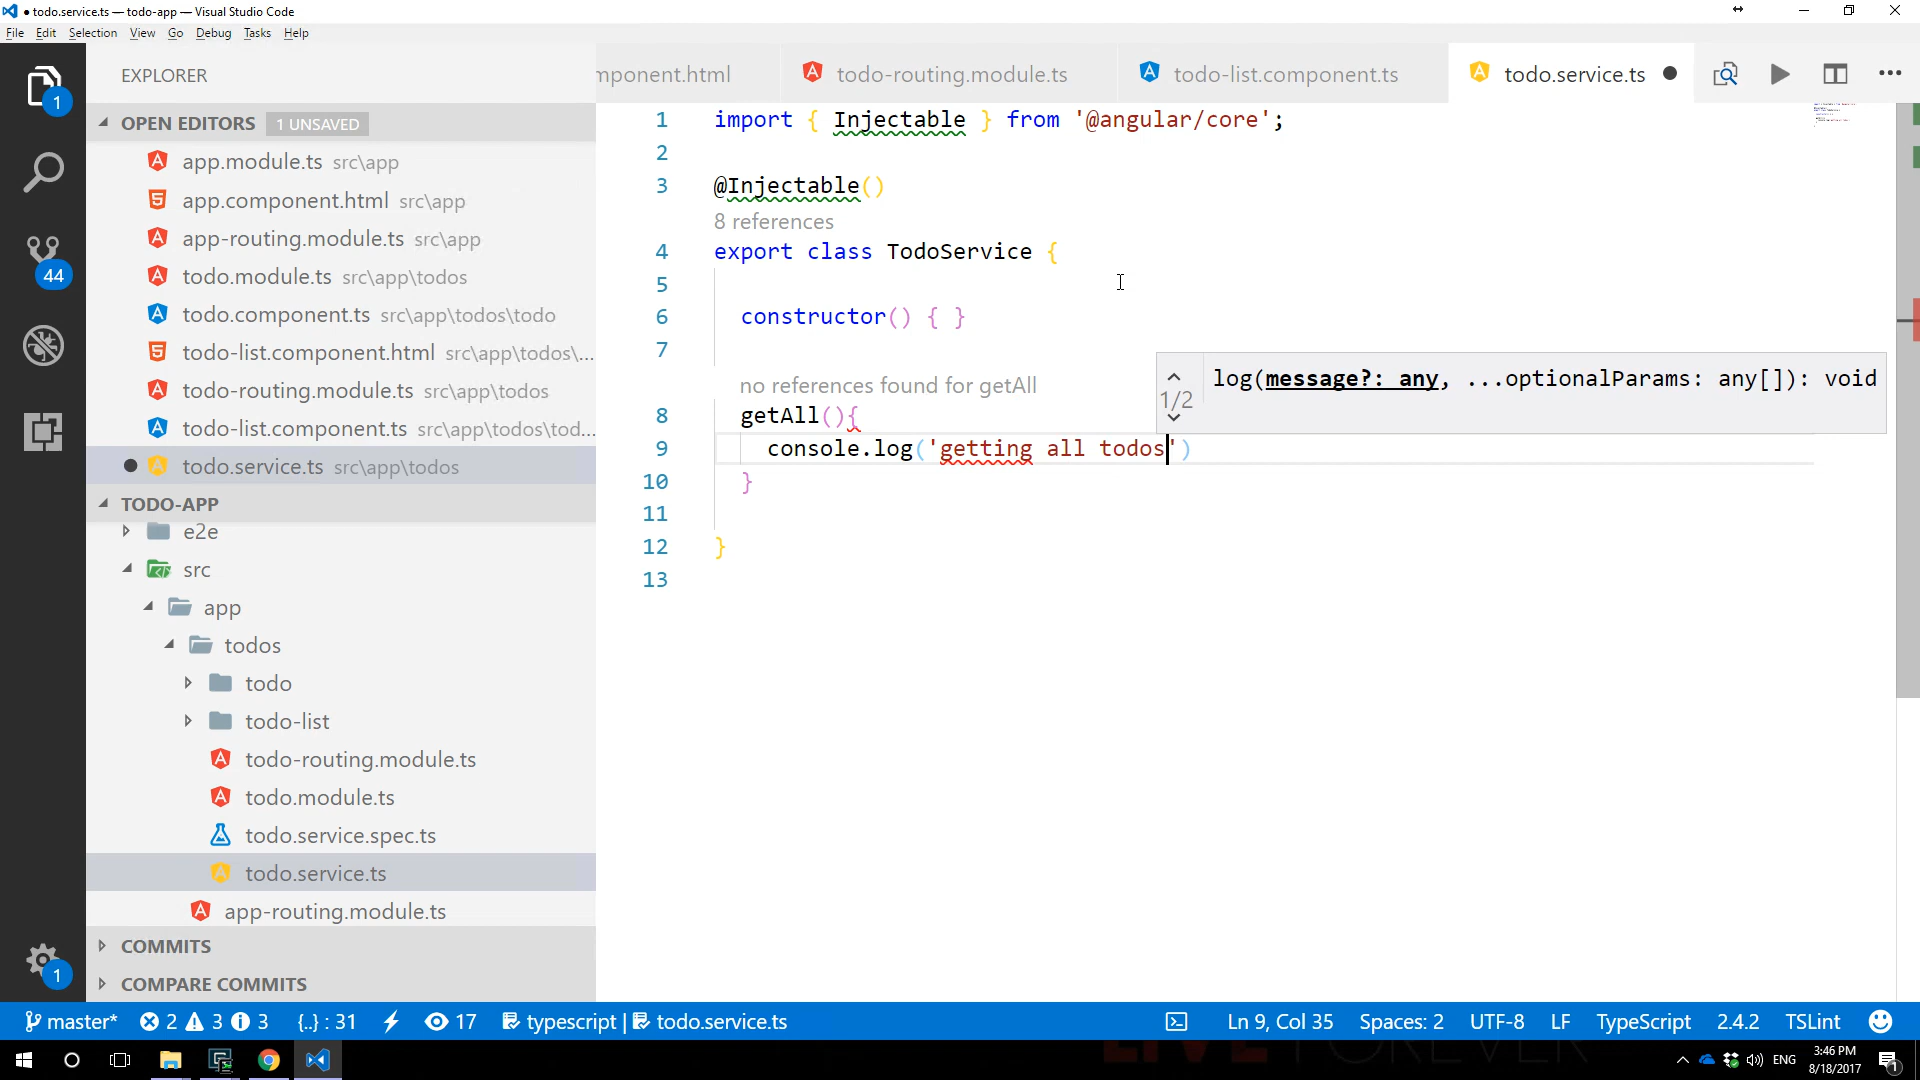 todo.service.ts — todo-app — Visual Studio Code
File Edit Selection View Go Debug Tasks Help
EXPLORER
OPEN EDITORS 1 UNSAVED
app.module.ts src\app
app.component.html src\app
app-routing.module.ts src\app
todo.module.ts src\app\todos
todo.component.ts src\app\todos\todo
todo-list.component.html src\app\todos\...
todo-routing.module.ts src\app\todos
todo-list.component.ts src\app\todos\tod...
todo.service.ts src\app\todos
TODO-APP
e2e
src
app
todos
todo
todo-list
todo-routing.module.ts
todo.module.ts
todo.service.spec.ts
todo.service.ts
app-routing.module.ts
COMMITS
COMPARE COMMITS
1
44
1
mponent.html todo-routing.module.ts todo-list.component.ts todo.service.ts
1 import { Injectable } from '@angular/core';
2
3 @Injectable()
8 references
4 export class TodoService {
5
6 constructor() { }
7
no references found for getAll
8 getAll(){
9 console.log('getting all todos')
10 }
11
12 }
13
1/2 log(message?: any, ...optionalParams: any[]): void
master* 2 3 3 {..} : 31 17 typescript | todo.service.ts Ln 9, Col 35 Spaces: 2 UTF-8 LF TypeScript 2.4.2 TSLint
ENG 3:46 PM
8/18/2017
1